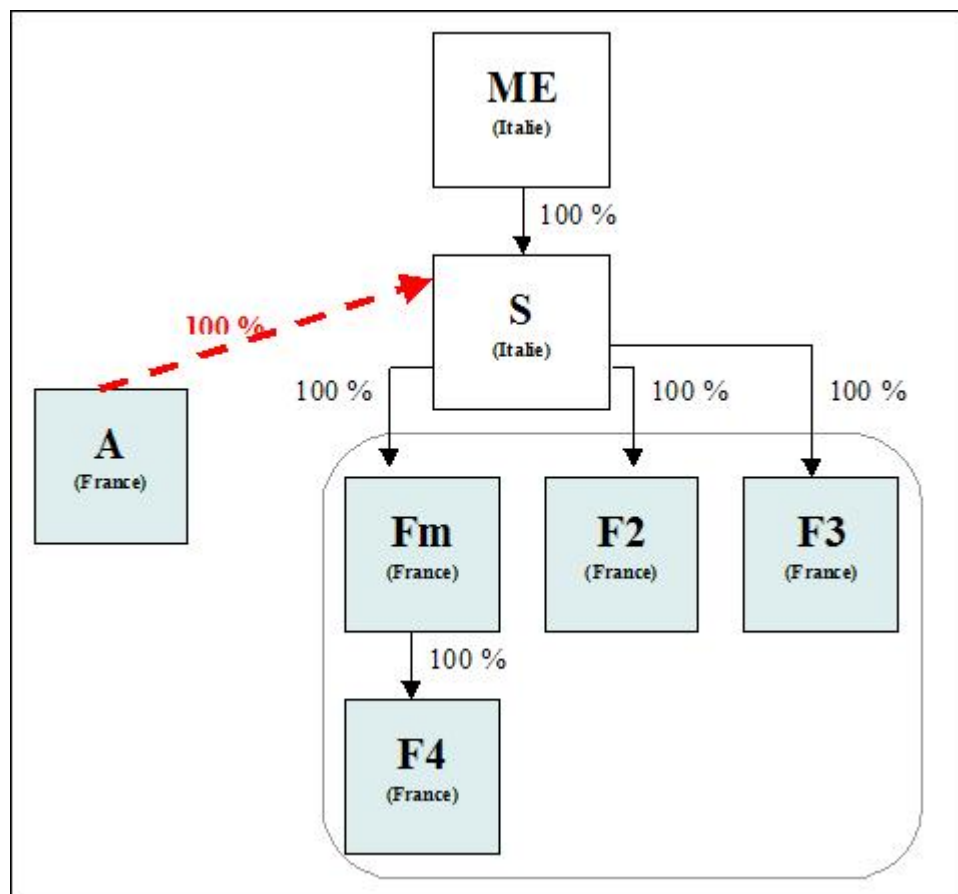 ME
(Italie)
100 %
S
(Italie)
100 %
100 %
100 %
100 %
A
(France)
Fm
(France)
F2
(France)
F3
(France)
100 %
F4
(France)